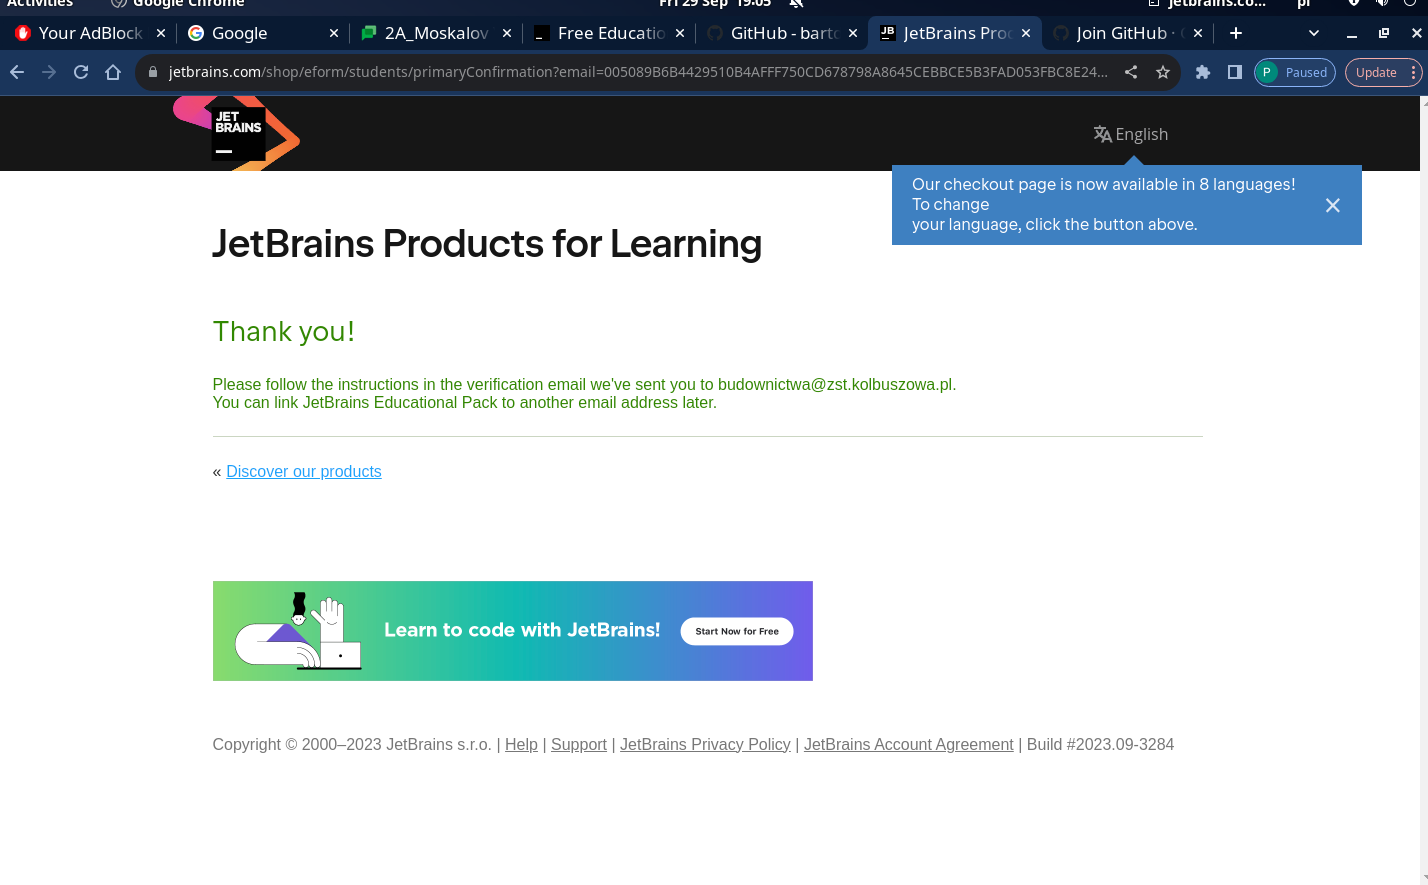 Activities
Google Chrome
Fri 29 Sep 19:05
jetbrains.co...
pl
Your AdBlock
Google
2A_Moskalov
Free Educatio
GitHub - barto
JetBrains Proc
Join GitHub ·
jetbrains.com/shop/eform/students/primaryConfirmation?email=005089B6B4429510B4AFFF750CD678798A8645CEBBCE5B3FAD053FBC8E24...
P Paused
Update
JET
BRAINS
English
Our checkout page is now available in 8 languages!
To change
your language, click the button above.
JetBrains Products for Learning
Thank you!
Please follow the instructions in the verification email we've sent you to budownictwa@zst.kolbuszowa.pl.
You can link JetBrains Educational Pack to another email address later.
« Discover our products
Learn to code with JetBrains!
Start Now for Free
Copyright © 2000–2023 JetBrains s.r.o. | Help | Support | JetBrains Privacy Policy | JetBrains Account Agreement | Build #2023.09-3284